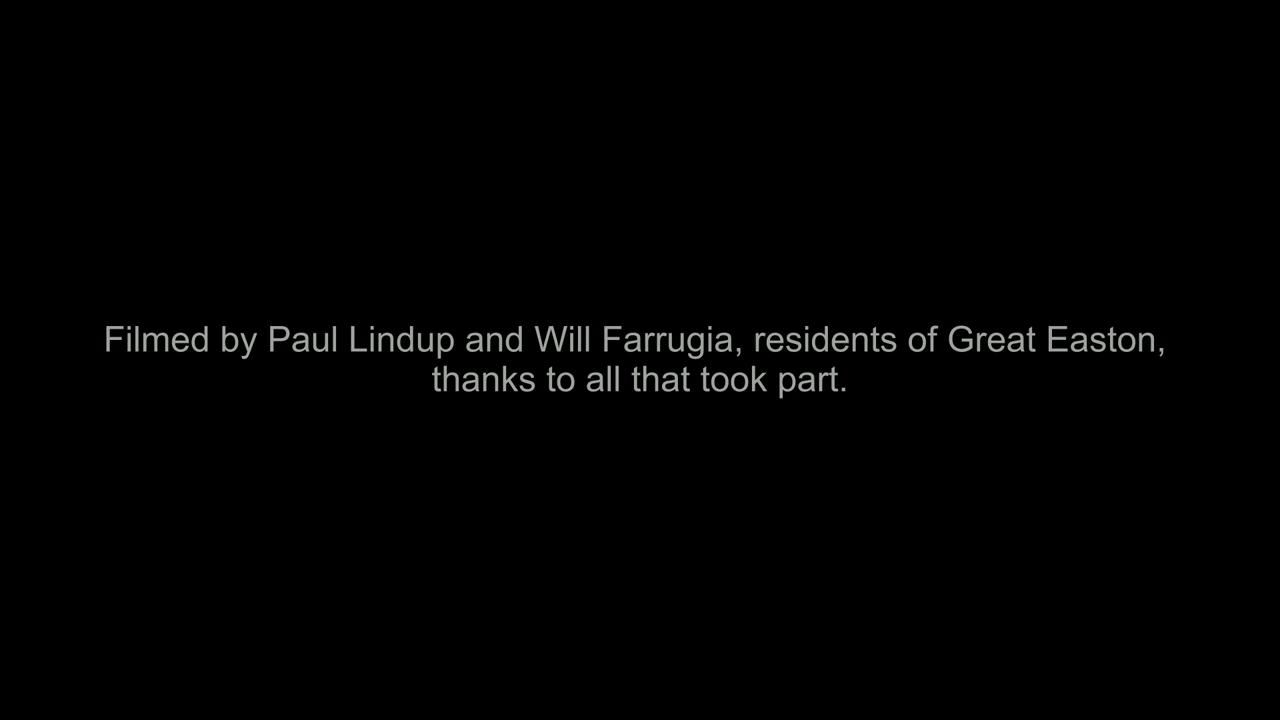 Filmed by Paul Lindup and Will Farrugia, residents of Great Easton,
thanks to all that took part.